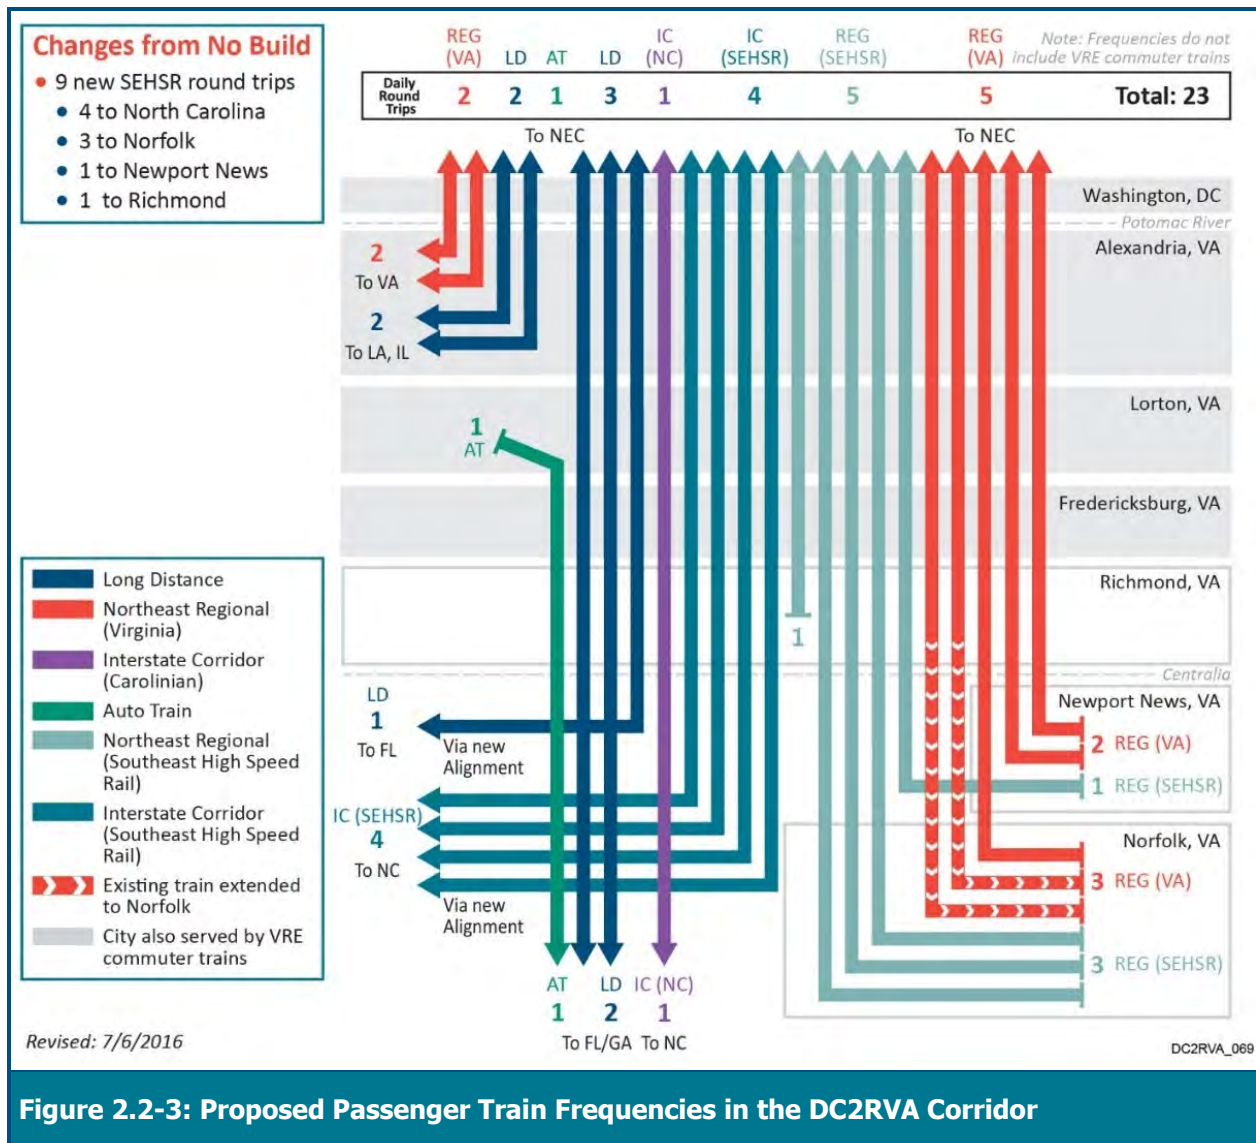 Changes from No Build
• 9 new SEHSR round trips
• 4 to North Carolina
• 3 to Norfolk
• 1 to Newport News
• 1 to Richmond
REG (VA)
LD
AT
LD
IC (NC)
IC (SEHSR)
REG (SEHSR)
REG (VA)
Note: Frequencies do not
include VRE commuter trains
Daily
Round
Trips
2 2 1 3 1 4 5 5 Total: 23
To NEC
To NEC
Washington, DC
Potomac River
Alexandria, VA
2
To VA
2
To LA, IL
Lorton, VA
1
AT
Fredericksburg, VA
Richmond, VA
1
Centralia
LD
1
To FL
Via new
Alignment
Newport News, VA
2 REG (VA)
1 REG (SEHSR)
IC (SEHSR)
4
To NC
Via new
Alignment
Norfolk, VA
3 REG (VA)
3 REG (SEHSR)
Long Distance
Northeast Regional
(Virginia)
Interstate Corridor
(Carolinian)
Auto Train
Northeast Regional
(Southeast High Speed
Rail)
Interstate Corridor
(Southeast High Speed
Rail)
Existing train extended
to Norfolk
City also served by VRE
commuter trains
AT LD IC (NC)
1 2 1
To FL/GA To NC
Revised: 7/6/2016
DC2RVA_069
Figure 2.2-3: Proposed Passenger Train Frequencies in the DC2RVA Corridor